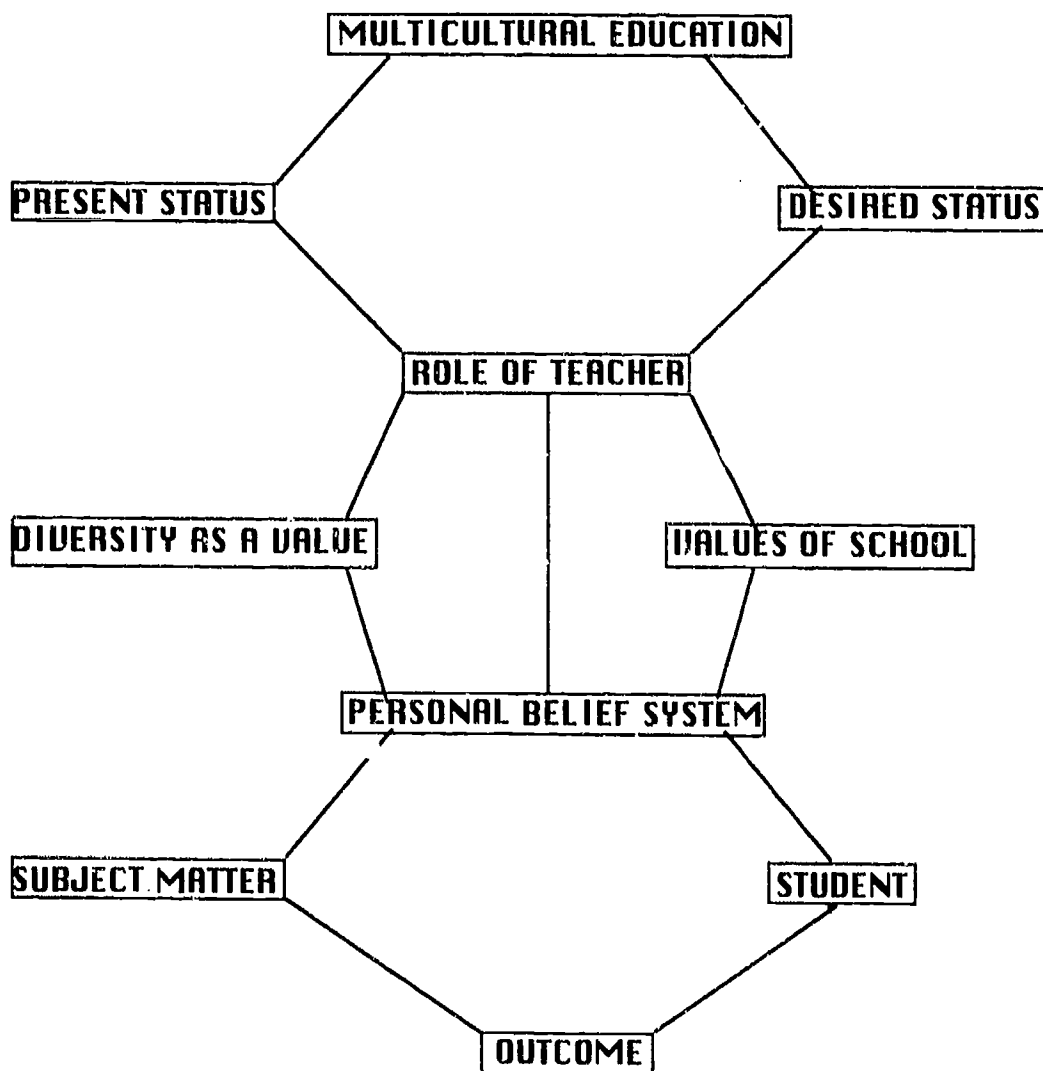 MULTICULTURAL EDUCATION
PRESENT STATUS
DESIRED STATUS
ROLE OF TEACHER
DIVERSITY AS A VALUE
VALUES OF SCHOOL
PERSONAL BELIEF SYSTEM
SUBJECT MATTER
STUDENT
OUTCOME